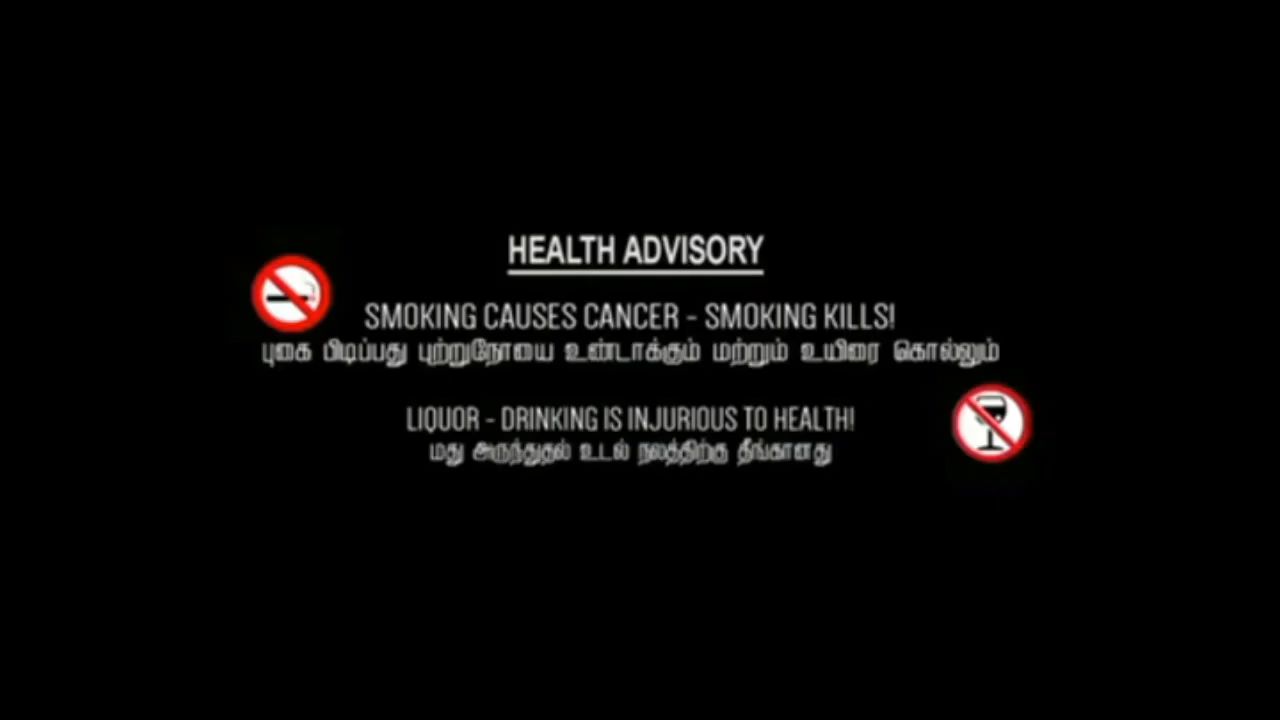 HEALTH ADVISORY
SMOKING CAUSES CANCER - SMOKING KILLS!
புகை பிடிப்பது புற்றுநோயை உண்டாக்கும் மற்றும் உயிரை கொல்லும்
LIQUOR - DRINKING IS INJURIOUS TO HEALTH!
மது அருந்துதல் உடல் நலத்திற்கு தீங்கானது